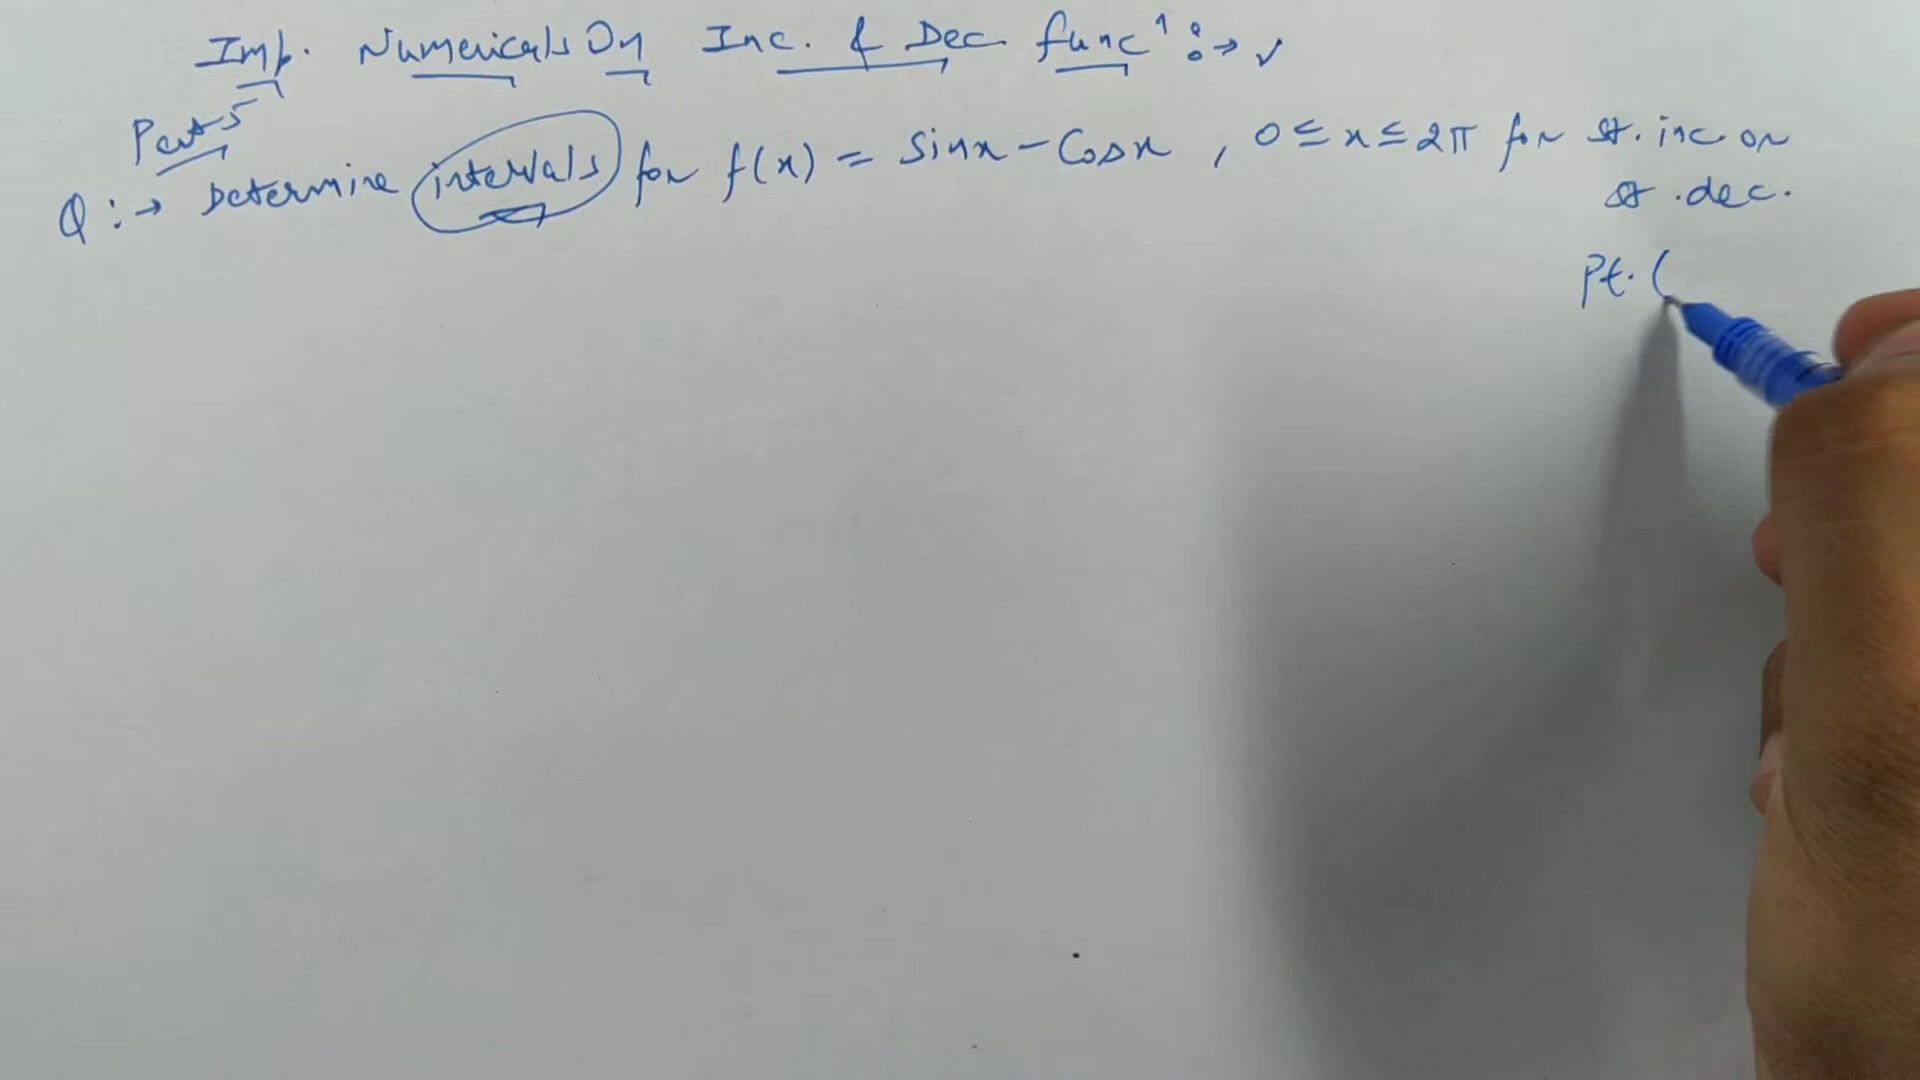 Imp. Numericals On Inc. & Dec. funcⁿ :→ ✓
Part 5
Q :→ Determine intervals for f(x) = Sinx – Cosx , 0 ≤ x ≤ 2π for st. inc or
st. dec.
Pt. (